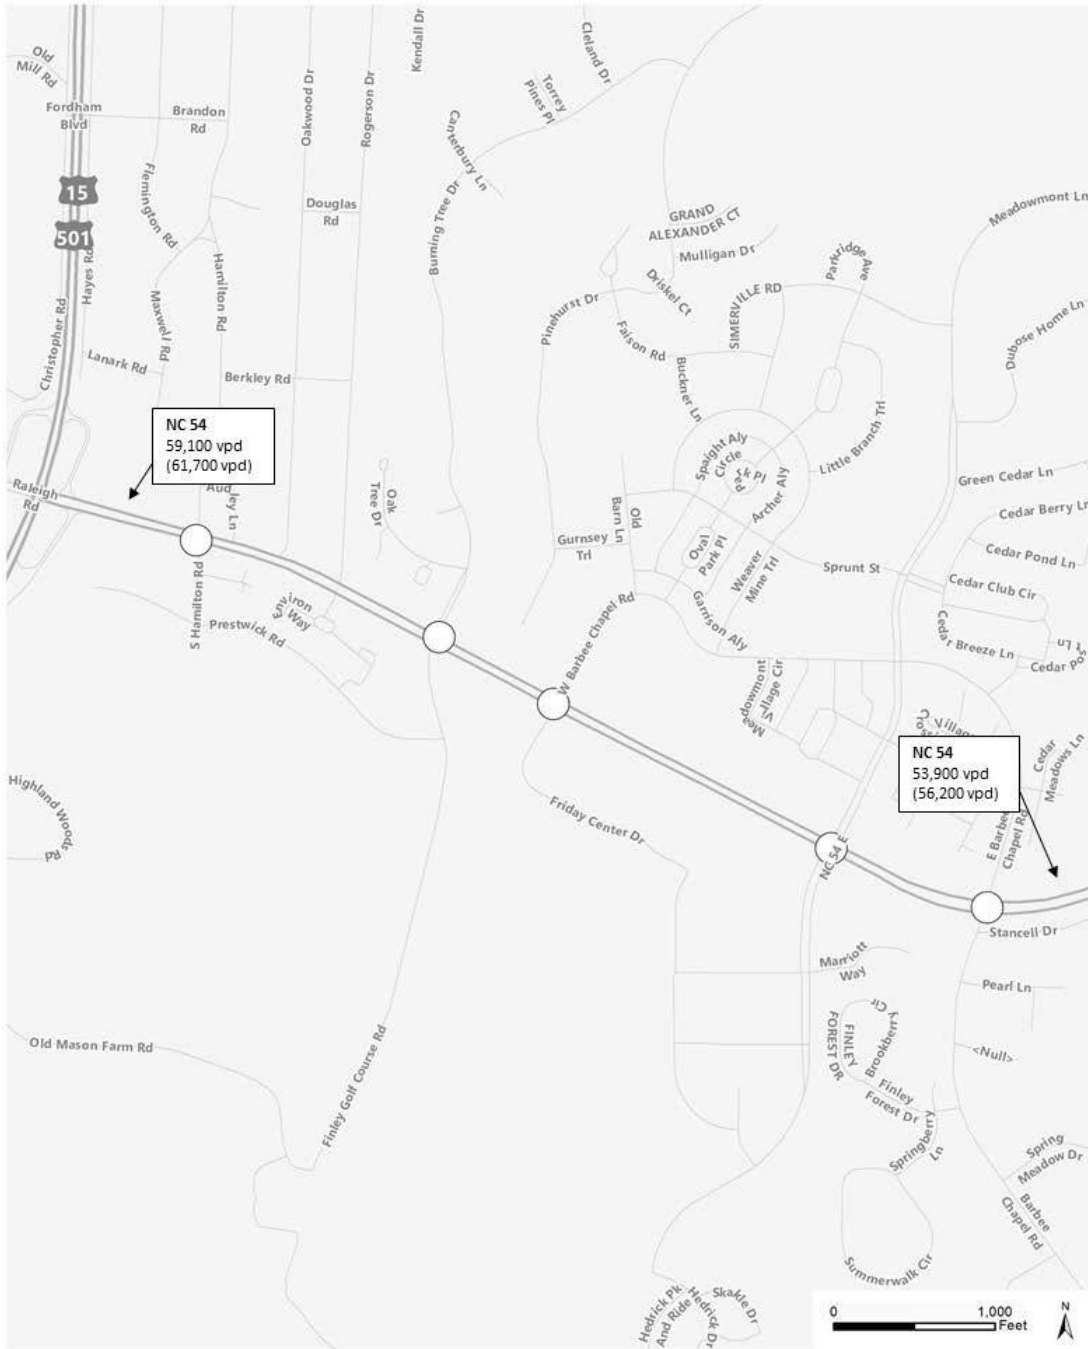 Old
Mill Rd
Fordham
Blvd
Brandon
Rd
Oakwood Dr
Rogerson Dr
Kendall Dr
Cleland Dr
Torrey
Pines Pl
Canterbury Ln
15
501
Flemington Rd
Douglas
Rd
Burning Tree Dr
GRAND
ALEXANDER CT
Mulligan Dr
Meadowmont Ln
Christopher Rd
Hayes Rd
Maxwell Rd
Hamilton Rd
Driskel Ct
Pinehurst Dr
SIMERVILLE RD
Parkridge Ave
Dubose Home Ln
Lanark Rd
Berkley Rd
Faison Rd
Buckner Ln
NC 54
59,100 vpd
(61,700 vpd)
Spaight Aly
Circle
Park Pl
Little Branch Trl
Archer Aly
Green Cedar Ln
Raleigh
Rd
Audley Ln
Oak
Tree Dr
Old
Barn Ln
Cedar Berry Ln
Gurnsey
Trl
Oval
Park Pl
Weaver
Mine Trl
Sprunt St
Cedar Pond Ln
Cedar Club Cir
S Hamilton Rd
Environ
Way
Prestwick Rd
W Barbee Chapel Rd
Garrison Aly
Cedar Breeze Ln
Cedar Po
st Ln
Meadowmont
Village Cir
Village
NC 54
53,900 vpd
(56,200 vpd)
Cedar
Meadows Ln
Highland Woods
Rd
Friday Center Dr
NC 54 E
E Barbee
Chapel Rd
Stancell Dr
Marriott
Way
Pearl Ln
Old Mason Farm Rd
Finley Golf Course Rd
FINLEY
FOREST DR
Brookberry Cir
<Null>
Finley
Forest Dr
Springberry
Ln
Spring
Meadow Dr
Barbee
Chapel Rd
Summerwalk Cir
Hedrick Pk
And Ride
Hedrick Dr
Skakle Dr
0 1,000
Feet
N